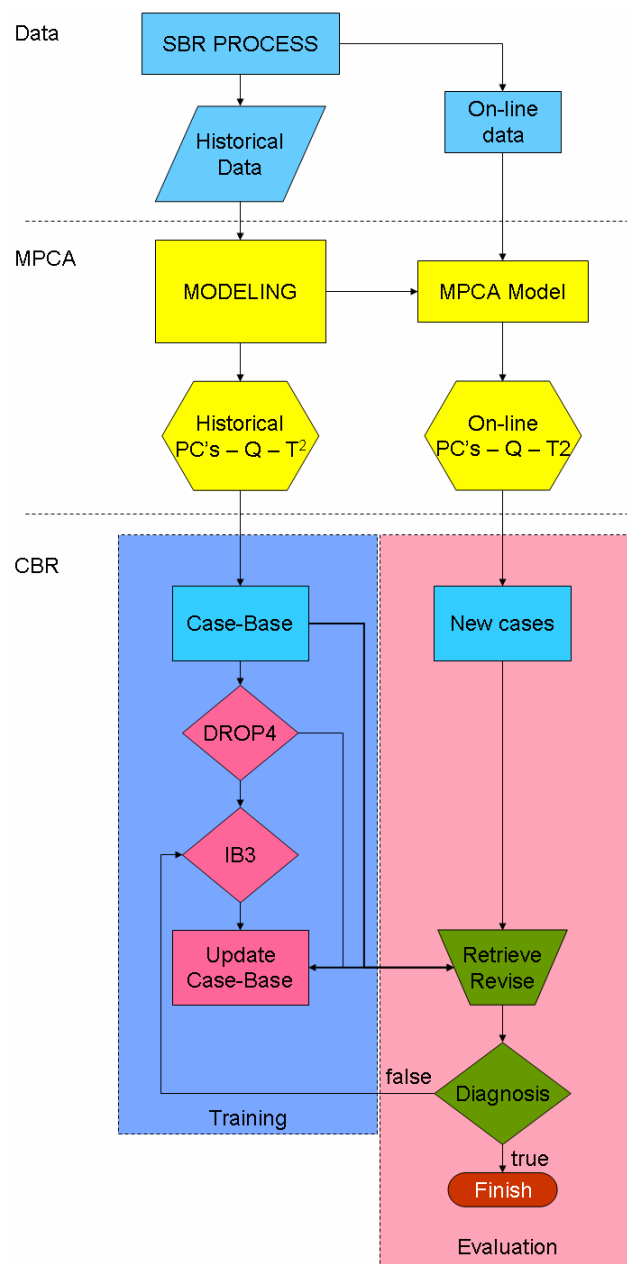 Data
SBR PROCESS
Historical
Data
On-line
data
MPCA
MODELING
MPCA Model
Historical
PC's – Q – T²
On-line
PC's – Q – T2
CBR
Case-Base
New cases
DROP4
IB3
Update
Case-Base
Retrieve
Revise
false
Diagnosis
Training
true
Finish
Evaluation